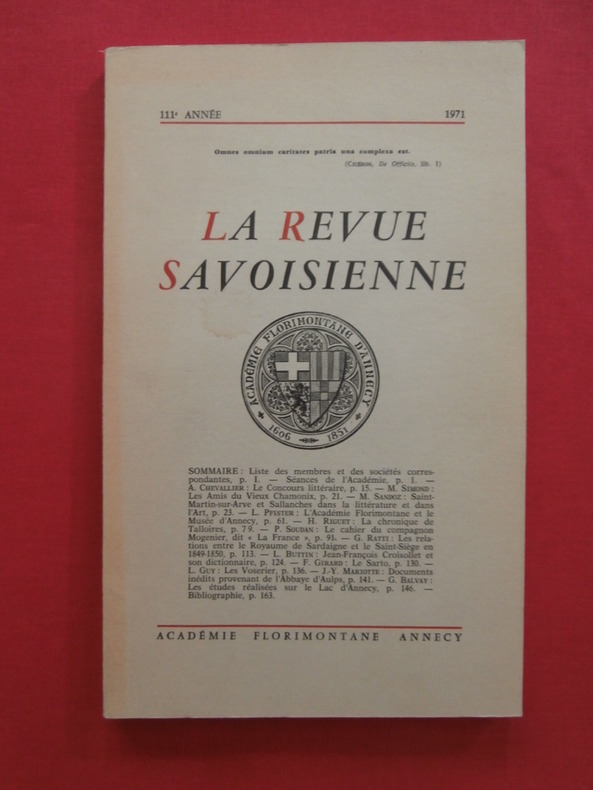 111e ANNÉE 1971
Omnes omnium caritates patria una complexa est.
(CICÉRON, De Officiis, lib. I)
LA REVUE
SAVOISIENNE
ACADÉMIE FLORIMONTANE D'ANNECY
1606 1851
SOMMAIRE : Liste des membres et des sociétés corres-
pondantes, p. I. — Séances de l'Académie, p. 1. —
A. CHEVALLIER : Le Concours littéraire, p. 15. — M. SIMOND :
Les Amis du Vieux Chamonix, p. 21. — M. SANDOZ : Saint-
Martin-sur-Arve et Sallanches dans la littérature et dans
l'Art, p. 23. — L. PFISTER : L'Académie Florimontane et le
Musée d'Annecy, p. 61. — H. RIGUET : La chronique de
Talloires, p. 79. — P. SOUDAN : Le cahier du compagnon
Mogenier, dit « La France », p. 91. — G. RATTI : Les rela-
tions entre le Royaume de Sardaigne et le Saint-Siège en
1849-1850, p. 113. — L. BUTTIN : Jean-François Croisollet et
son dictionnaire, p. 124. — F. GERARD : Le Sarto, p. 130. —
L. GUY : Les Voserier, p. 136. — J.-Y. MARIOTTE : Documents
inédits provenant de l'Abbaye d'Aulps, p. 141. — G. BALVAY :
Les études réalisées sur le Lac d'Annecy, p. 146. —
Bibliographie, p. 163.
ACADÉMIE FLORIMONTANE ANNECY